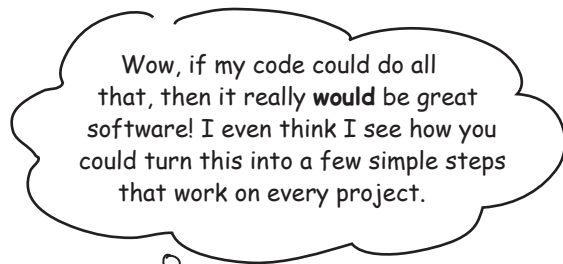 Wow, if my code could do all
that, then it really would be great
software! I even think I see how you
could turn this into a few simple steps
that work on every project.